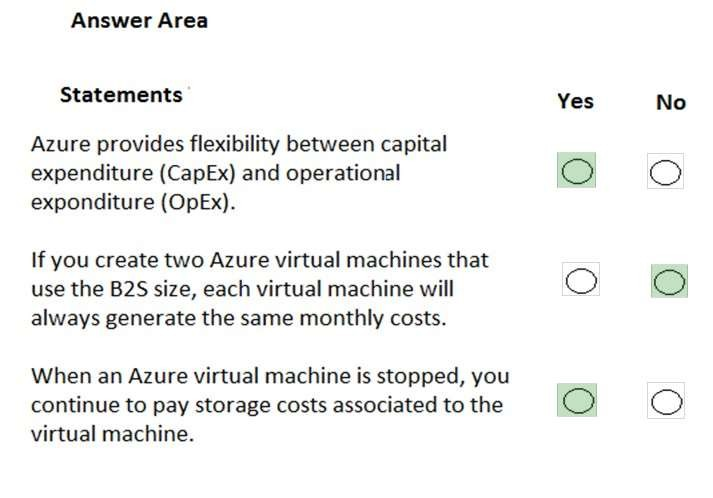 Answer Area
Statements
Yes No
Azure provides flexibility between capital
expenditure (CapEx) and operational
exponditure (OpEx).
If you create two Azure virtual machines that
use the B2S size, each virtual machine will
always generate the same monthly costs.
When an Azure virtual machine is stopped, you
continue to pay storage costs associated to the
virtual machine.